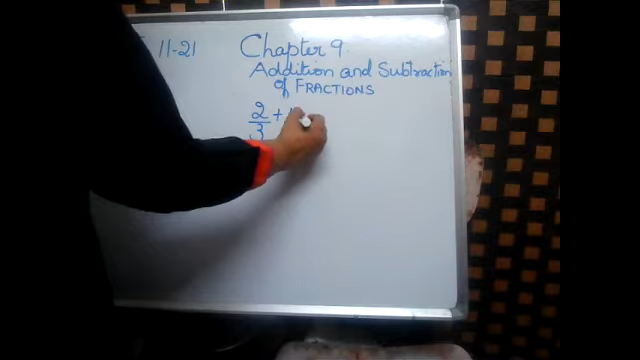 11-21
Chapter 9
Addition and Subtraction
of FRACTIONS
2/3 +